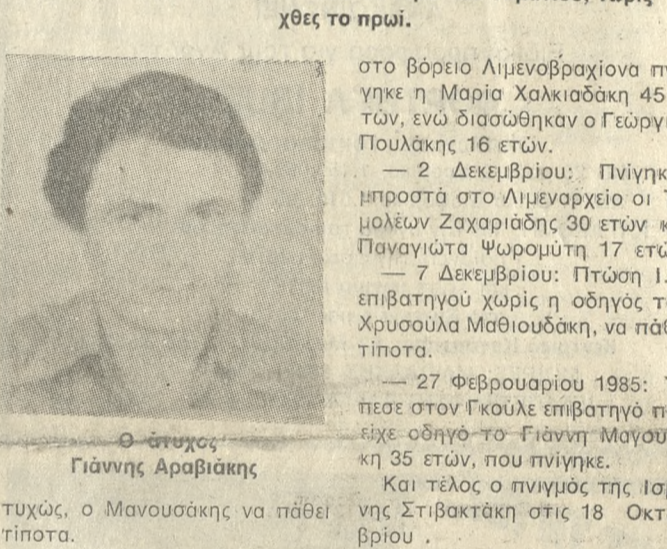 χθες το πρωί.
Ο άτυχος
Γιάννης Αραβιάκης
τυχώς, ο Μανουσάκης να πάθει
τίποτα.
στο βόρειο Λιμενοβραχίονα πν
γηκε η Μαρία Χαλκιαδάκη 45
τών, ενώ διασώθηκαν ο Γεώργι
Πουλάκης 16 ετών.
— 2 Δεκεμβρίου: Πνίγηκ
μπροστά στο Λιμεναρχείο οι
μολέων Ζαχαριάδης 30 ετών κ
Παναγιώτα Ψωρομύτη 17 ετώ
— 7 Δεκεμβρίου: Πτώση Ι.
επιβατηγού χωρίς η οδηγός τ
Χρυσούλα Μαθιουδάκη, να πάθ
τίποτα.
— 27 Φεβρουαρίου 1985:
πεσε στον Γκούλε επιβατηγό π
είχε οδηγό το Γιάννη Μαγου
κη 35 ετών, που πνίγηκε.
Και τέλος ο πνιγμός της Ισ
νης Στιβακτάκη στις 18 Οκτ
βρίου .